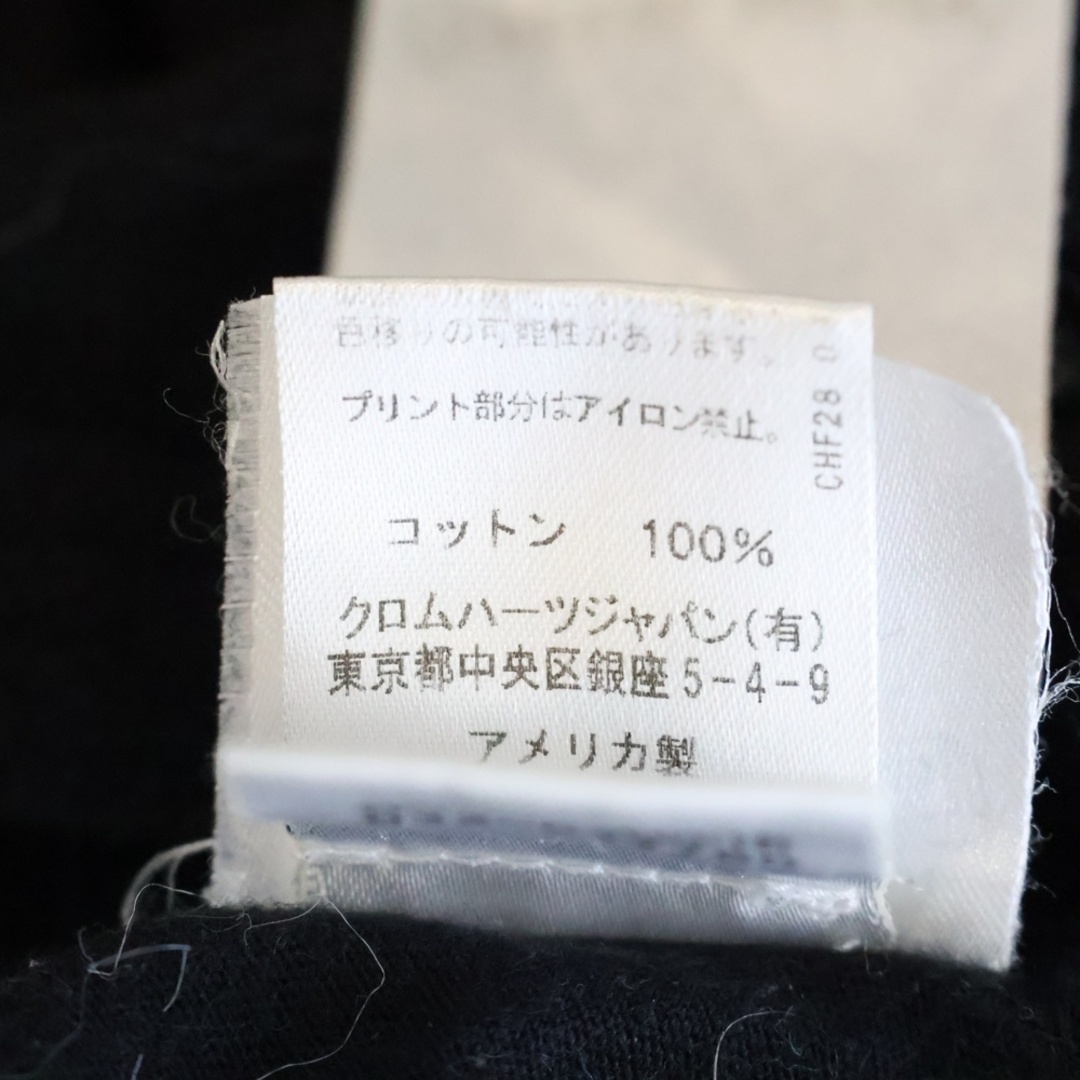 色移りの可能性があります。
プリント部分はアイロン禁止。
コットン 100%
クロムハーツジャパン(有)
東京都中央区銀座5-4-9
アメリカ製
CHF28 0